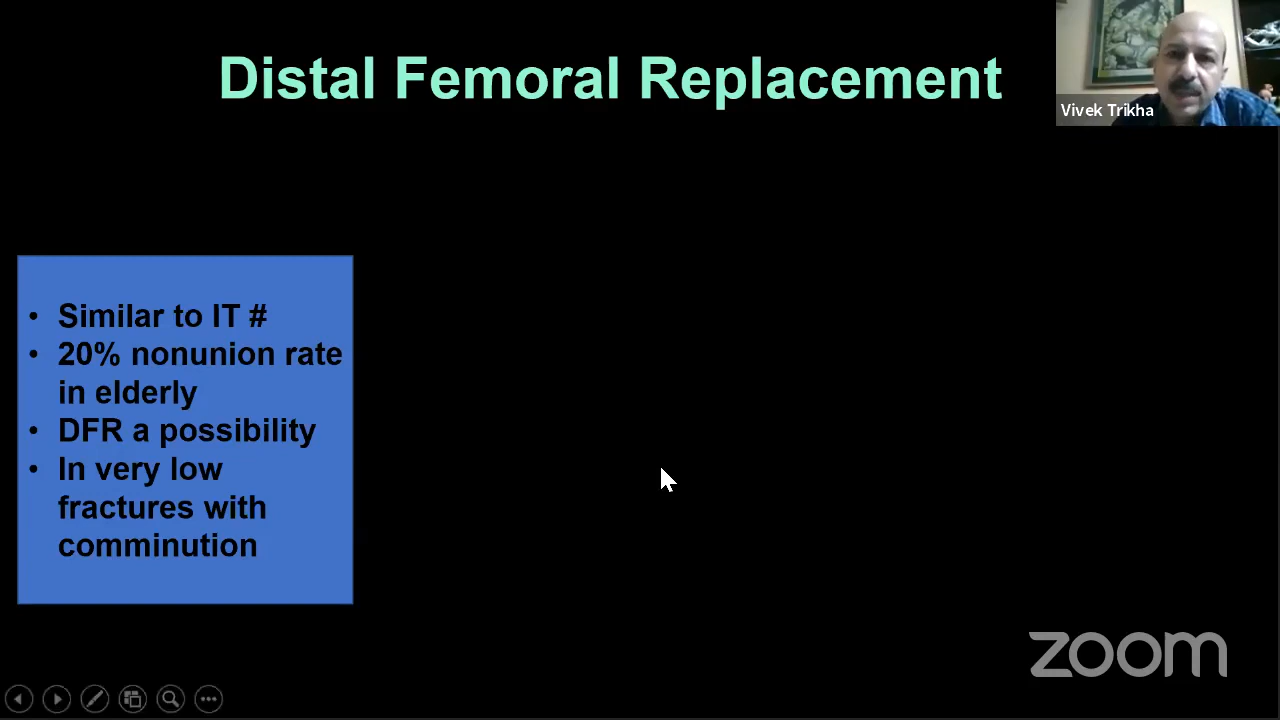 Distal Femoral Replacement
Vivek Trikha
• Similar to IT #
• 20% nonunion rate
in elderly
• DFR a possibility
• In very low
fractures with
comminution
zoom